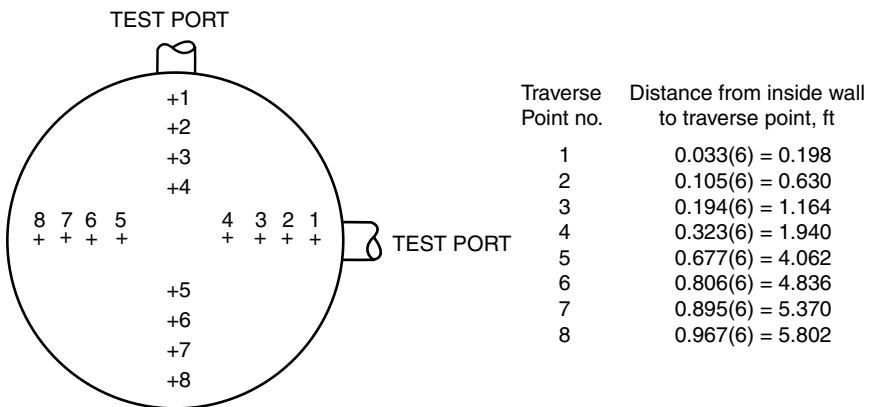 TEST PORT
+1
+2
+3
+4
8 7 6 5 4 3 2 1
+ + + + + + + +
TEST PORT
+5
+6
+7
+8
Traverse Distance from inside wall
Point no. to traverse point, ft
1 0.033(6) = 0.198
2 0.105(6) = 0.630
3 0.194(6) = 1.164
4 0.323(6) = 1.940
5 0.677(6) = 4.062
6 0.806(6) = 4.836
7 0.895(6) = 5.370
8 0.967(6) = 5.802